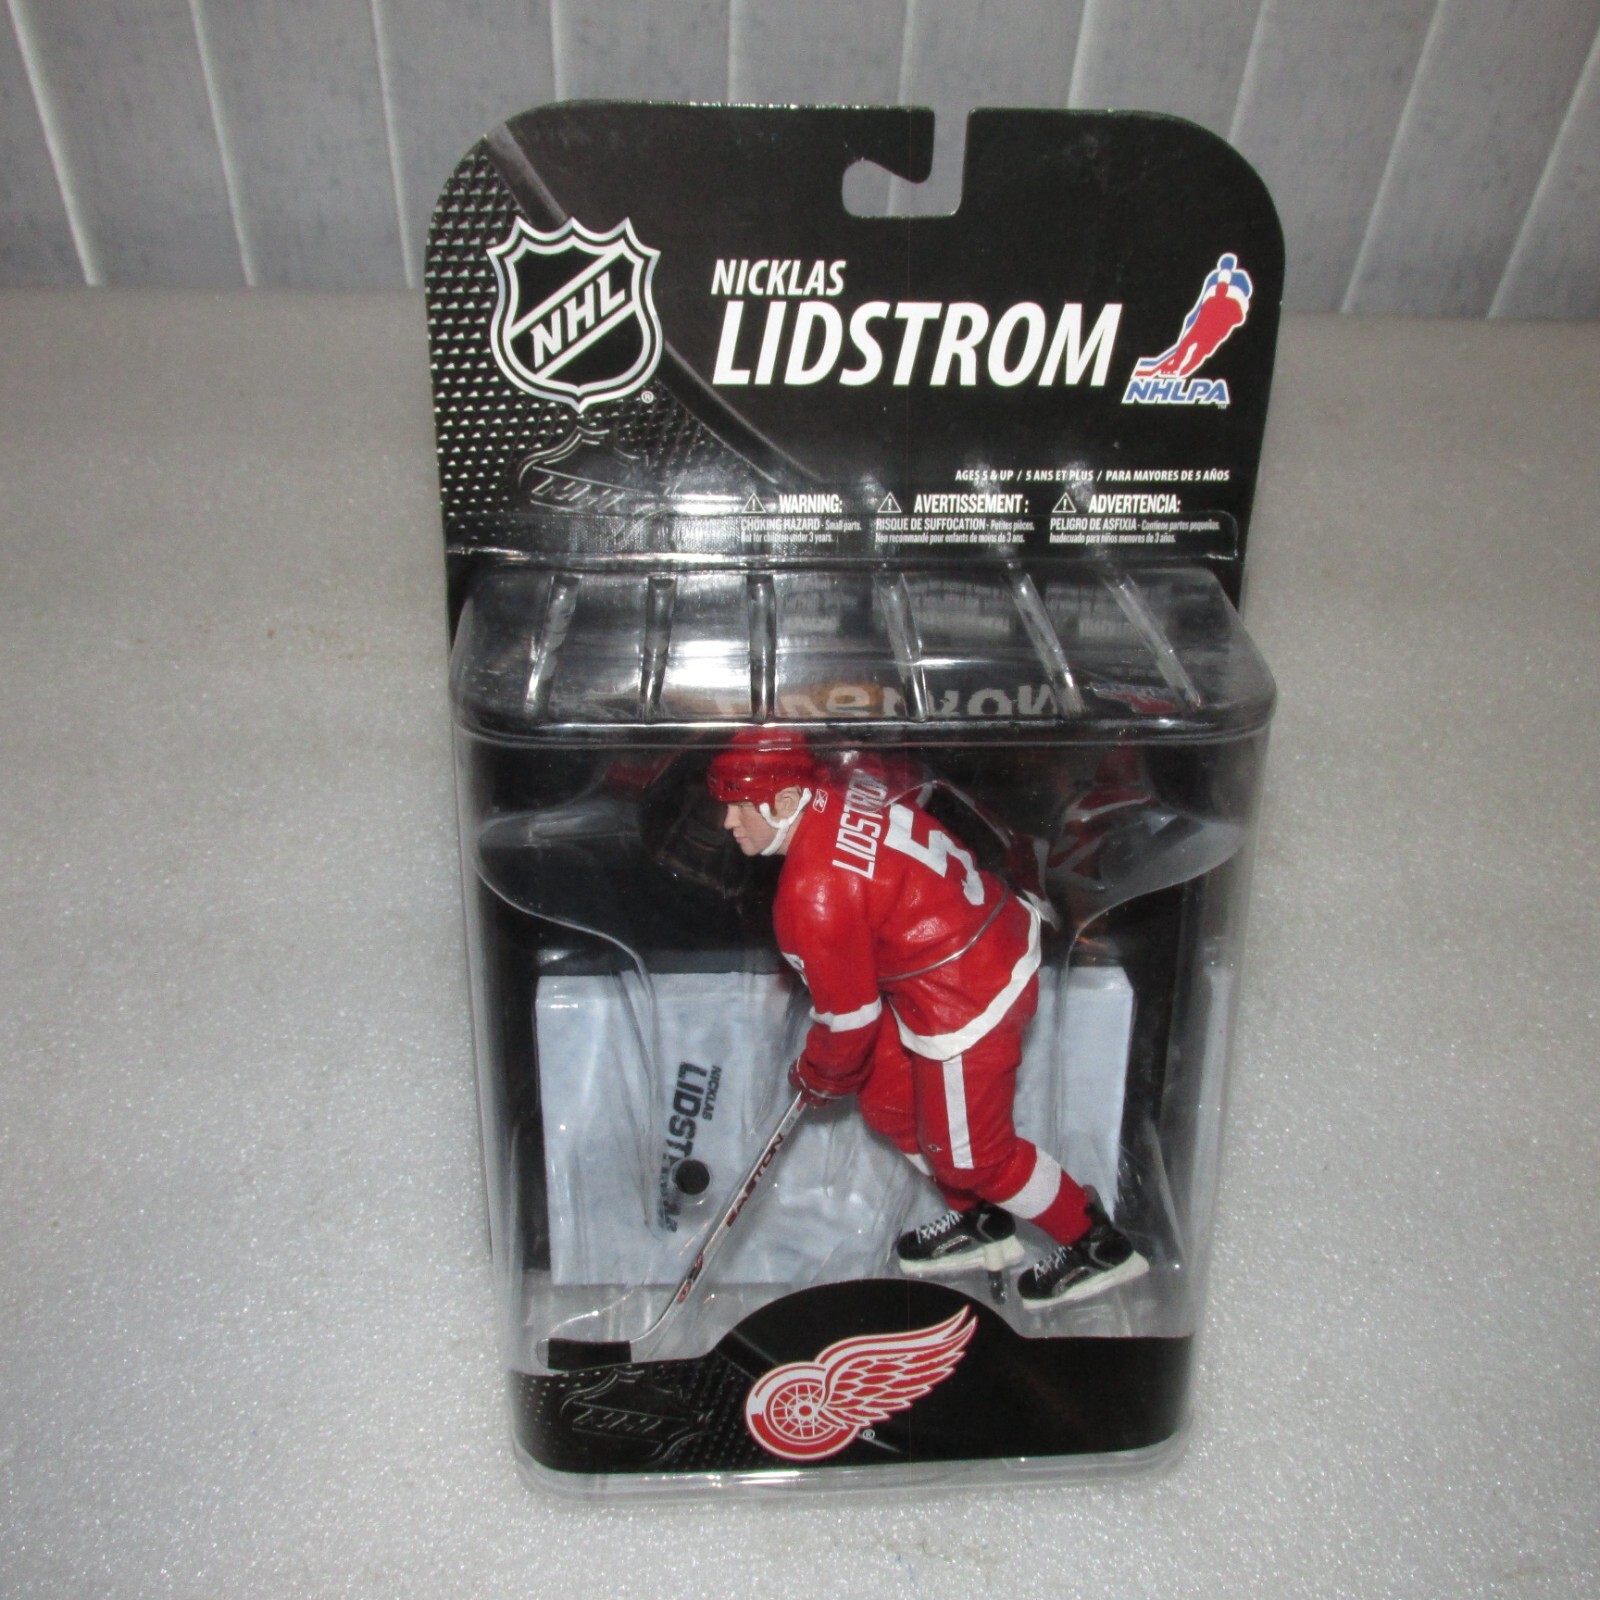 NHL
®
NICKLAS
LIDSTROM
NHLPA
™
AGES 5 & UP / 5 ANS ET PLUS / PARA MAYORES DE 5 AÑOS
WARNING:
CHOKING HAZARD - Small parts.
Not for children under 3 years.
AVERTISSEMENT :
RISQUE DE SUFFOCATION - Petites pièces.
Non recommandé pour enfants de moins de 3 ans.
ADVERTENCIA:
PELIGRO DE ASFIXIA - Contiene partes pequeñas.
Inadecuado para niños menores de 3 años.
NHL
LIDSTROM
5
NICKLAS
EASTON
®